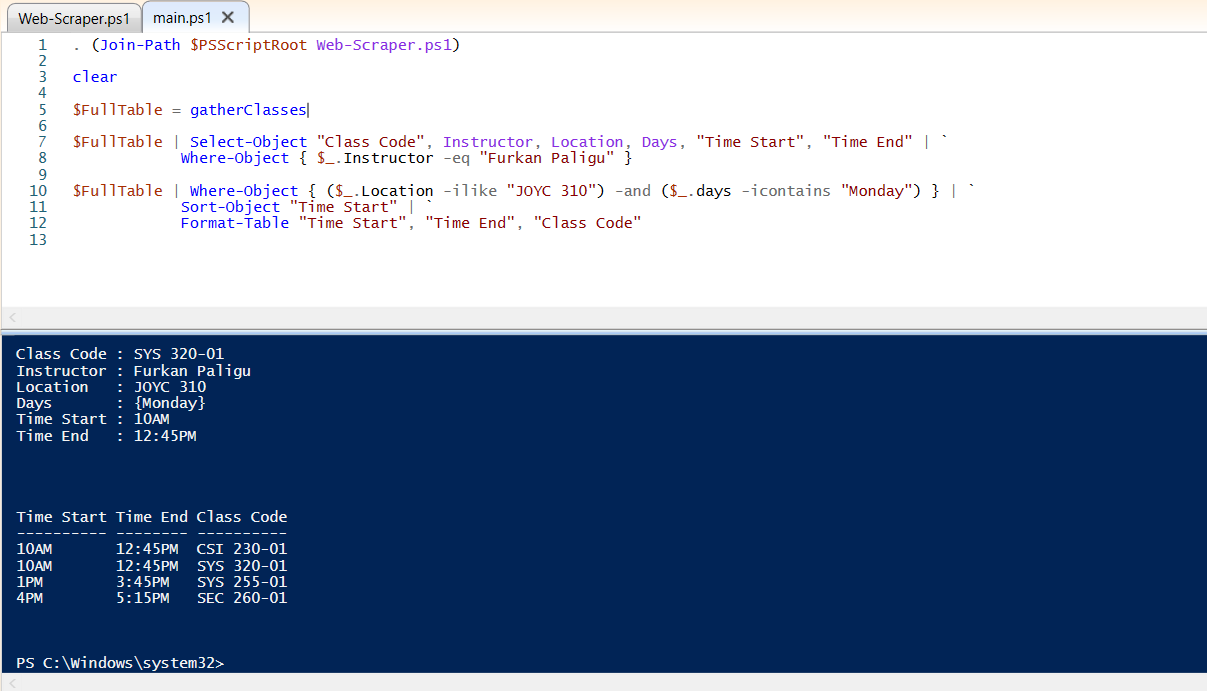 Web-Scraper.ps1 main.ps1 X
1 . (Join-Path $PSScriptRoot Web-Scraper.ps1)
2
3 clear
4
5 $FullTable = gatherClasses
6
7 $FullTable | Select-Object "Class Code", Instructor, Location, Days, "Time Start", "Time End" | `
8 Where-Object { $_.Instructor -eq "Furkan Paligu" }
9
10 $FullTable | Where-Object { ($_.Location -ilike "JOYC 310") -and ($_.days -icontains "Monday") } | `
11 Sort-Object "Time Start" | `
12 Format-Table "Time Start", "Time End", "Class Code"
13
Class Code : SYS 320-01
Instructor : Furkan Paligu
Location : JOYC 310
Days : {Monday}
Time Start : 10AM
Time End : 12:45PM
Time Start Time End Class Code
---------- -------- ----------
10AM 12:45PM CSI 230-01
10AM 12:45PM SYS 320-01
1PM 3:45PM SYS 255-01
4PM 5:15PM SEC 260-01
PS C:\Windows\system32>